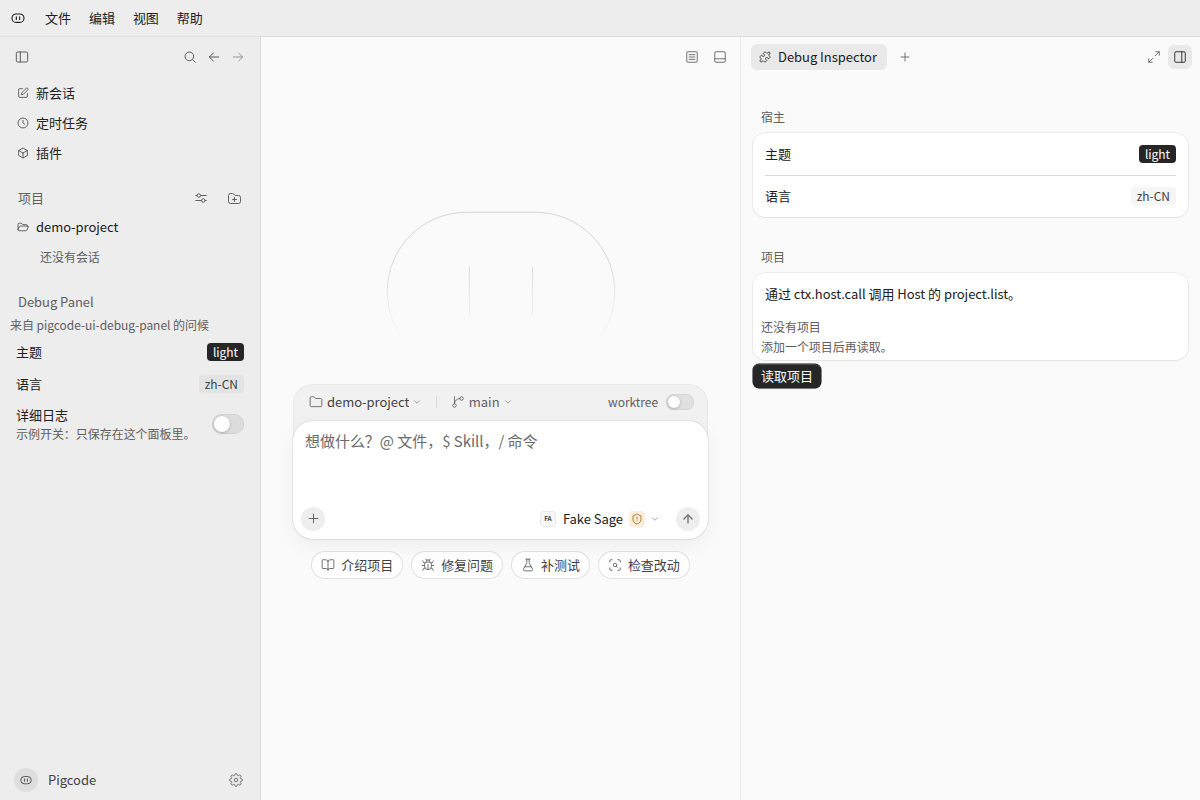 文件 编辑 视图 帮助
新会话
定时任务
插件
项目
demo-project
还没有会话
Debug Panel
来自 pigcode-ui-debug-panel 的问候
主题 light
语言 zh-CN
详细日志
示例开关：只保存在这个面板里。
Pigcode
demo-project main worktree
想做什么？@ 文件，$ Skill，/ 命令
FA Fake Sage
介绍项目 修复问题 补测试 检查改动
Debug Inspector
宿主
主题 light
语言 zh-CN
项目
通过 ctx.host.call 调用 Host 的 project.list。
还没有项目
添加一个项目后再读取。
读取项目